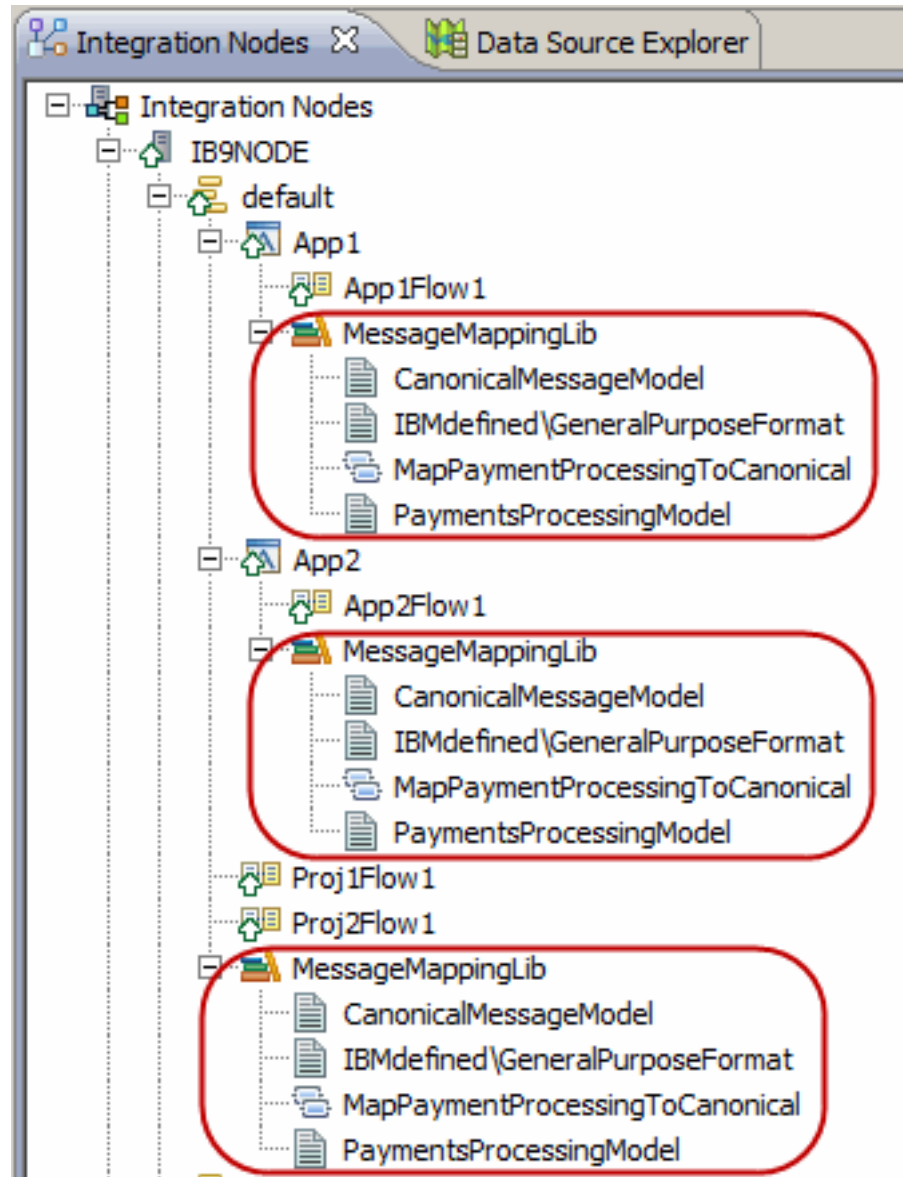 Integration Nodes Data Source Explorer
Integration Nodes
IB9NODE
default
App1
App1Flow1
MessageMappingLib
CanonicalMessageModel
IBMdefined\GeneralPurposeFormat
MapPaymentProcessingToCanonical
PaymentsProcessingModel
App2
App2Flow1
MessageMappingLib
CanonicalMessageModel
IBMdefined\GeneralPurposeFormat
MapPaymentProcessingToCanonical
PaymentsProcessingModel
Proj1Flow1
Proj2Flow1
MessageMappingLib
CanonicalMessageModel
IBMdefined\GeneralPurposeFormat
MapPaymentProcessingToCanonical
PaymentsProcessingModel